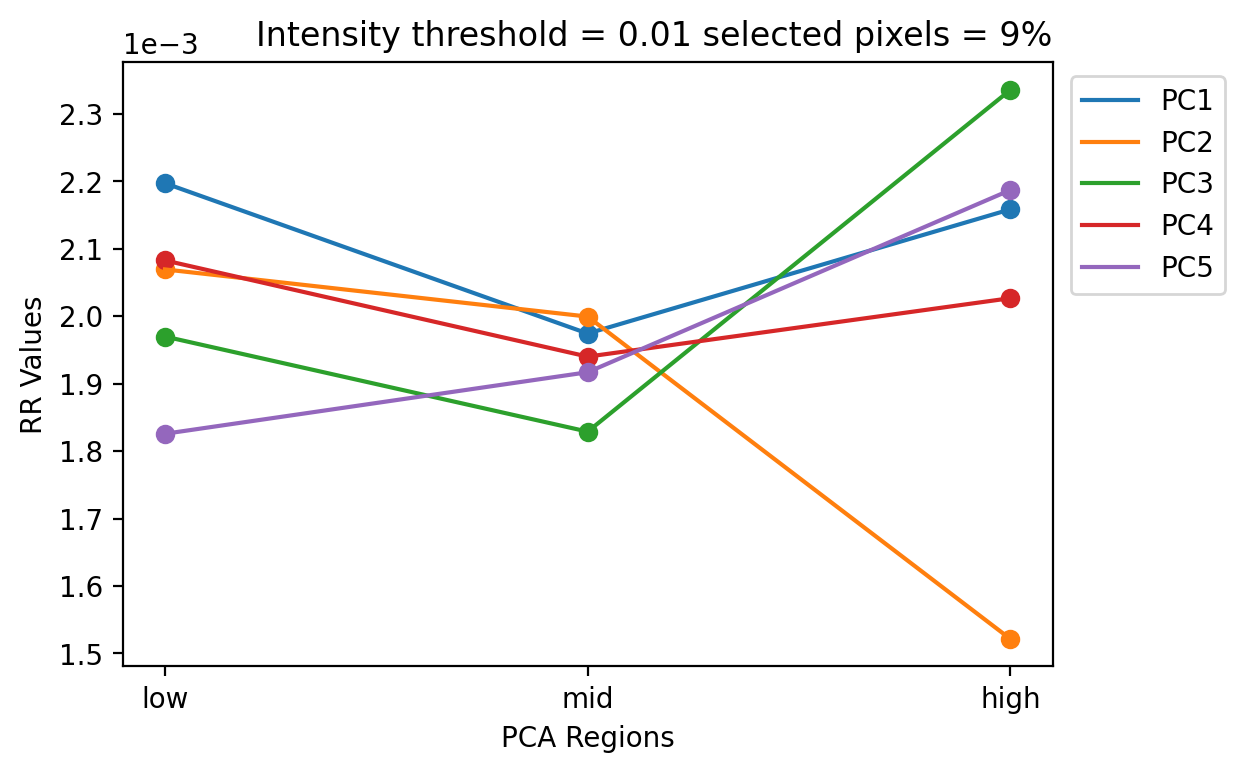 Intensity threshold = 0.01 selected pixels = 9%
1e−3
2.3
2.2
2.1
2.0
1.9
1.8
1.7
1.6
1.5
RR Values
low mid high
PCA Regions
PC1
PC2
PC3
PC4
PC5